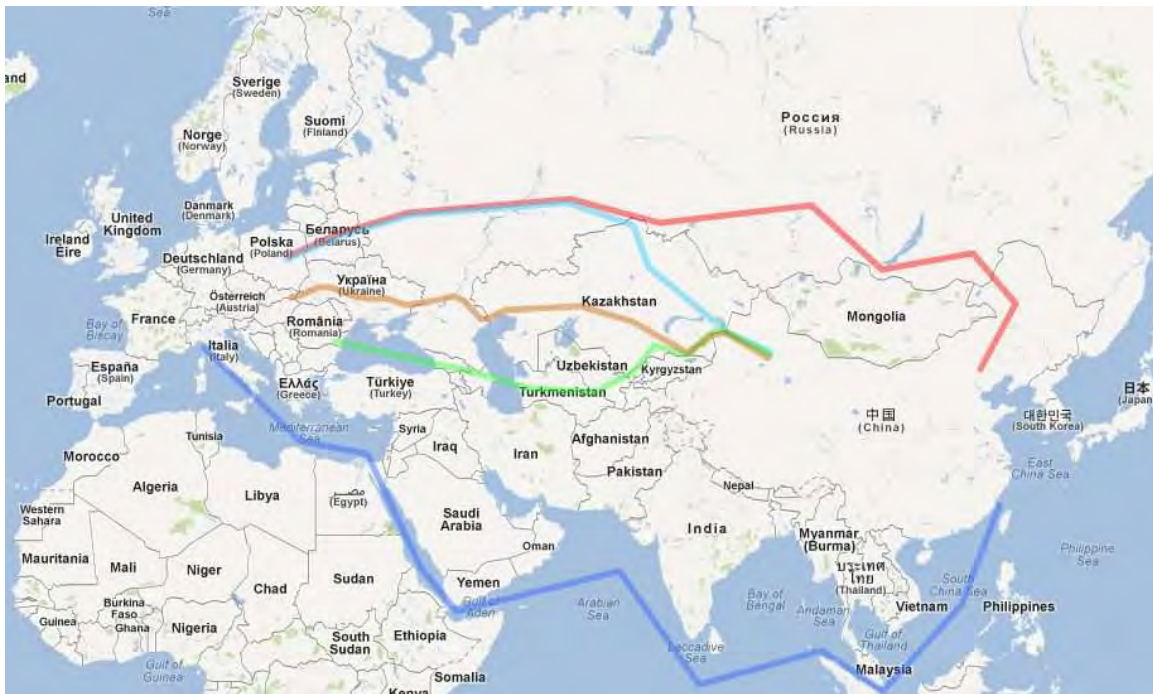 Sea
and
Sverige
(Sweden)
Suomi
(Finland)
Norge
(Norway)
Россия
(Russia)
Danmark
(Denmark)
United
Kingdom
Ireland
Eire
Беларусь
(Belarus)
Polska
(Poland)
Deutschland
(Germany)
Україна
(Ukraine)
Österreich
(Austria)
France
Kazakhstan
Mongolia
România
(Romania)
Bay of
Biscay
Italia
(Italy)
España
(Spain)
Portugal
Ελλάς
(Greece)
Türkiye
(Turkey)
Uzbekistan
Kyrgyzstan
Turkmenistan
日本
(Japan
대한민국
(South Korea)
中国
(China)
Mediterranean
Sea
Tunisia
Syria
Iraq
Iran
Afghanistan
Pakistan
Morocco
Algeria
Libya
مصر
(Egypt)
Nepal
East
China Sea
Western
Sahara
Saudi
Arabia
Oman
India
Myanmar
(Burma)
Philippine
Sea
Mauritania
Mali
Niger
Chad
Sudan
Yemen
Gulf of
Aden
Arabian
Sea
Bay of
Bengal
Andaman
Sea
ประเทศ
ไทย
(Thailand)
South
China Sea
Vietnam
Philippines
Burkina
Faso
Guinea
Ghana
Nigeria
South
Sudan
Ethiopia
Laccadive
Sea
Gulf of
Thailand
Malaysia
Gulf of
Guinea
Somalia
Kenya